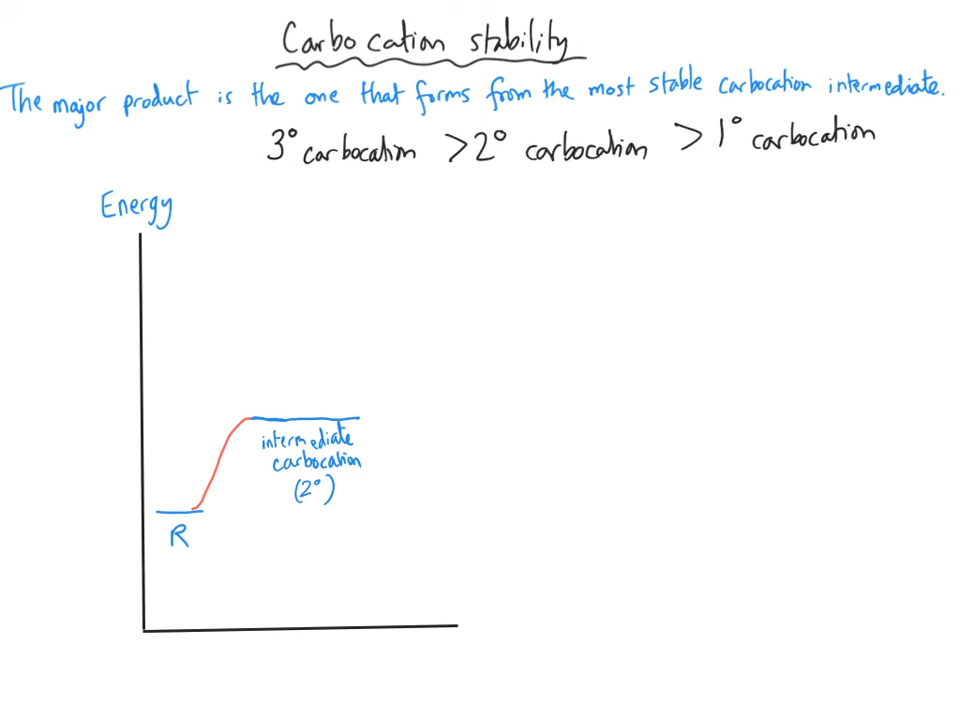 Carbocation stability
The major product is the one that forms from the most stable carbocation intermediate.
3° carbocation > 2° carbocation > 1° carbocation
Energy
intermediate
carbocation
(2°)
R